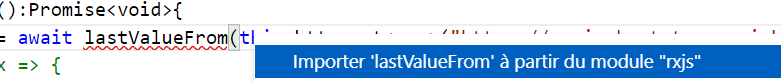 ():Promise<void>{
= await lastValueFrom(
Importer 'lastValueFrom' à partir du module "rxjs"
x => {